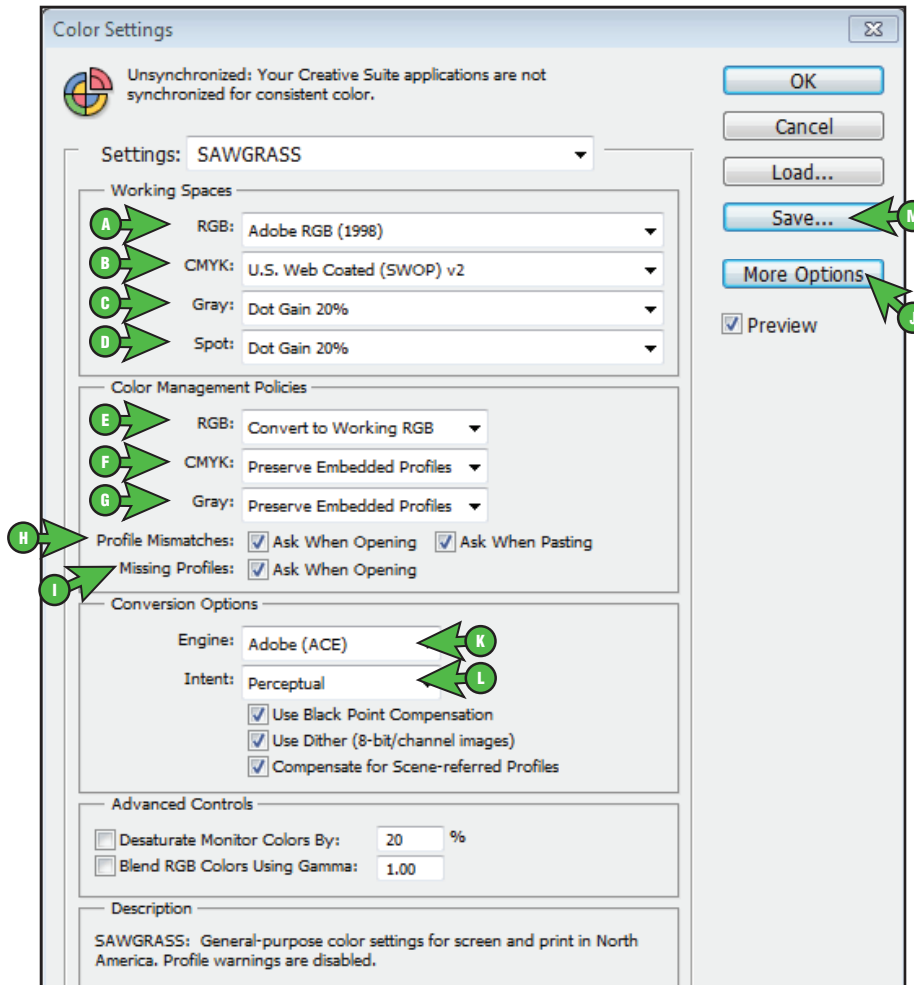 Color Settings
Unsynchronized: Your Creative Suite applications are not
synchronized for consistent color.
OK
Cancel
Load...
Save...
M
More Options
J
Preview
Settings: SAWGRASS
Working Spaces
A RGB: Adobe RGB (1998)
B CMYK: U.S. Web Coated (SWOP) v2
C Gray: Dot Gain 20%
D Spot: Dot Gain 20%
Color Management Policies
E RGB: Convert to Working RGB
F CMYK: Preserve Embedded Profiles
G Gray: Preserve Embedded Profiles
H Profile Mismatches: Ask When Opening Ask When Pasting
I Missing Profiles: Ask When Opening
Conversion Options
Engine: Adobe (ACE) K
Intent: Perceptual L
Use Black Point Compensation
Use Dither (8-bit/channel images)
Compensate for Scene-referred Profiles
Advanced Controls
Desaturate Monitor Colors By: 20 %
Blend RGB Colors Using Gamma: 1.00
Description
SAWGRASS: General-purpose color settings for screen and print in North
America. Profile warnings are disabled.